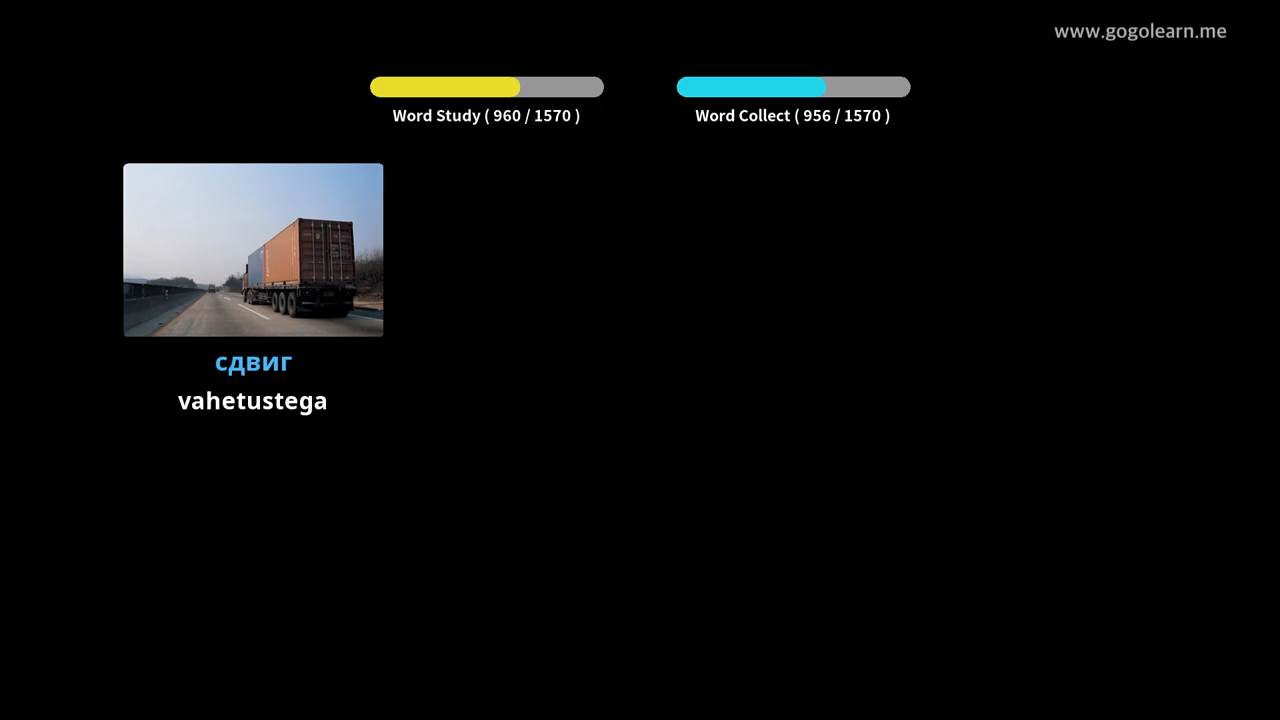 www.gogolearn.me
Word Study ( 960 / 1570 )
Word Collect ( 956 / 1570 )
сдвиг
vahetustega